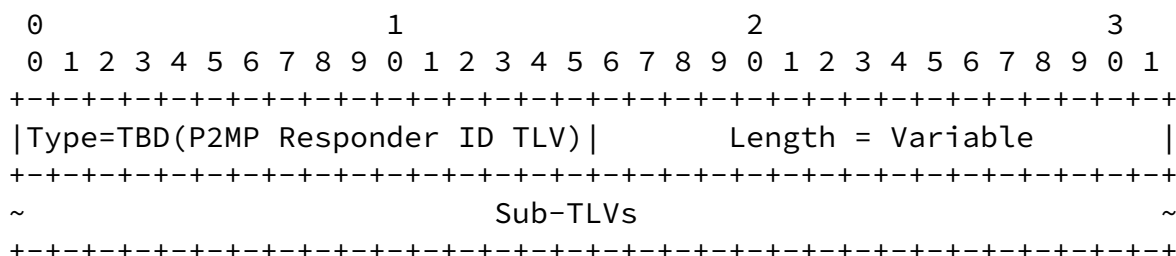 0                   1                   2                   3
 0 1 2 3 4 5 6 7 8 9 0 1 2 3 4 5 6 7 8 9 0 1 2 3 4 5 6 7 8 9 0 1
+-+-+-+-+-+-+-+-+-+-+-+-+-+-+-+-+-+-+-+-+-+-+-+-+-+-+-+-+-+-+-+-+
|Type=TBD(P2MP Responder ID TLV)|       Length = Variable       |
+-+-+-+-+-+-+-+-+-+-+-+-+-+-+-+-+-+-+-+-+-+-+-+-+-+-+-+-+-+-+-+-+
~                          Sub-TLVs                             ~
+-+-+-+-+-+-+-+-+-+-+-+-+-+-+-+-+-+-+-+-+-+-+-+-+-+-+-+-+-+-+-+-+